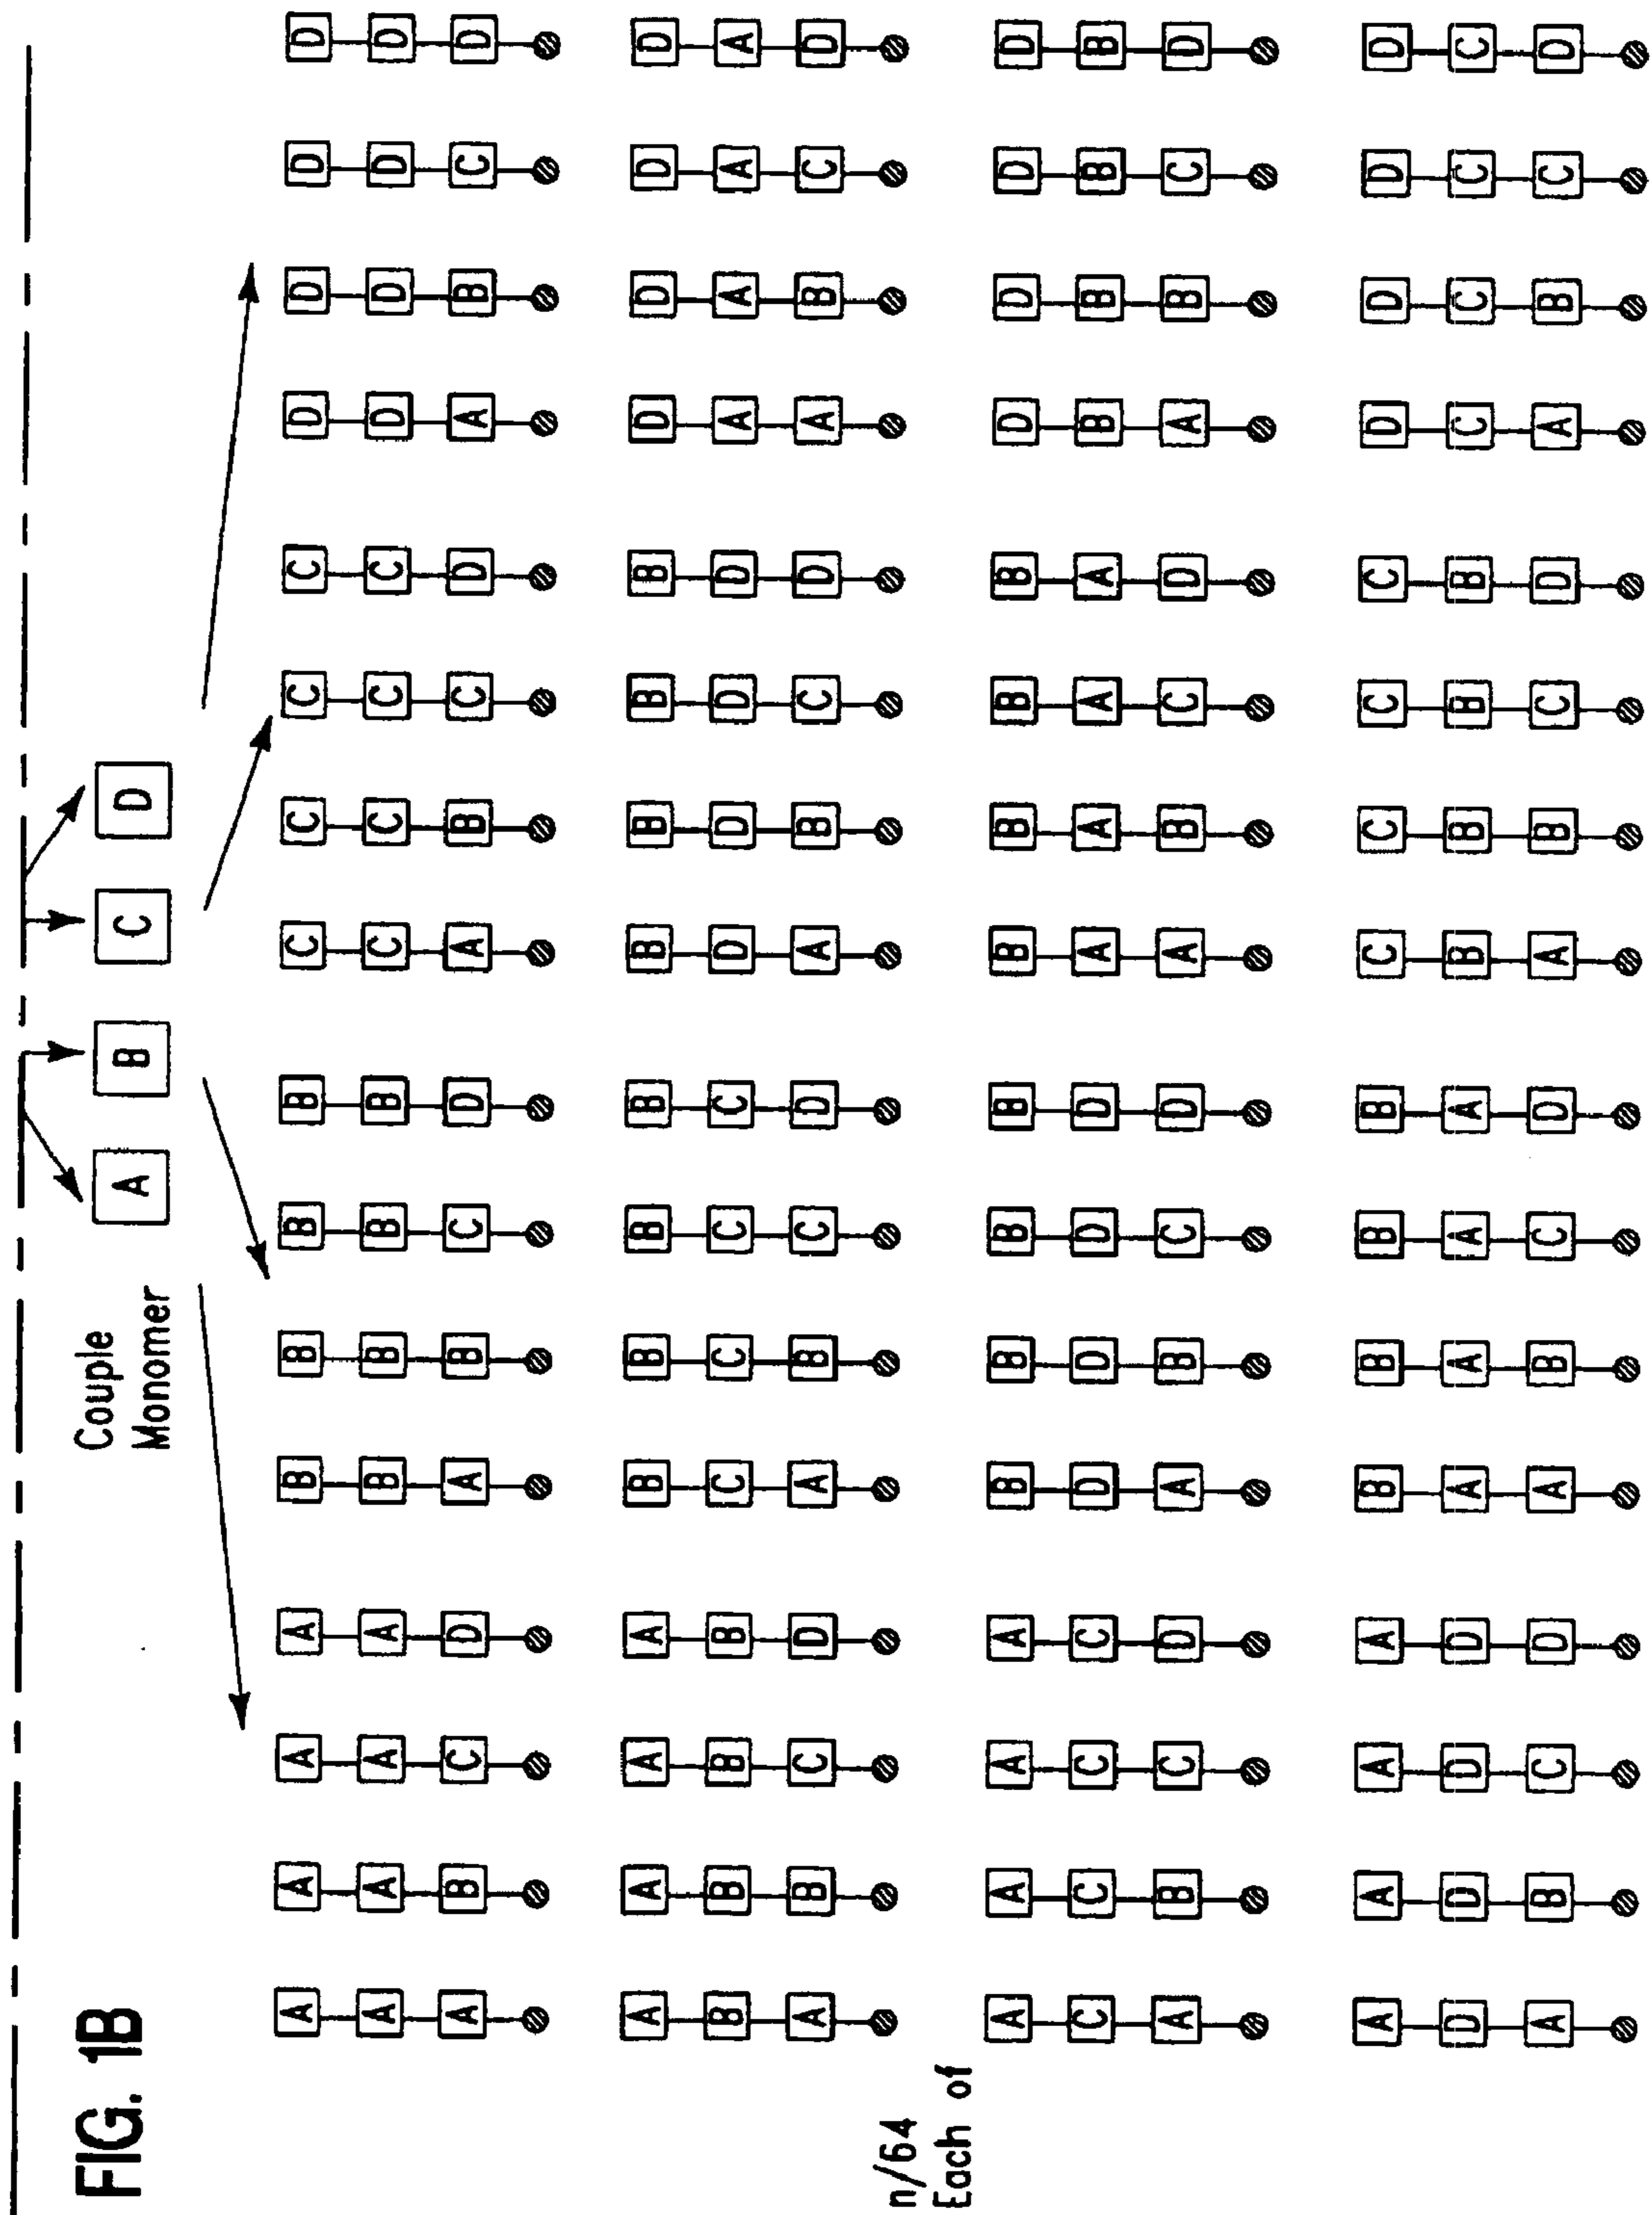 FIG. 1B
Couple
Monomer
A B C D
A A A A B B B B C C C C D D D D
A A A A B B B B C C C C D D D D
A B C D A B C D A B C D A B C D
A A A A B B B B B B B B D D D D
B B B B C C C C D D D D A A A A
A B C D A B C D A B C D A B C D
n/64
Each of
A A A A B B B B B B B B D D D D
C C C C D D D D A A A A B B B B
A B C D A B C D A B C D A B C D
A A A A B B B B C C C C D D D D
D D D D A A A A B B B B C C C C
A B C D A B C D A B C D A B C D